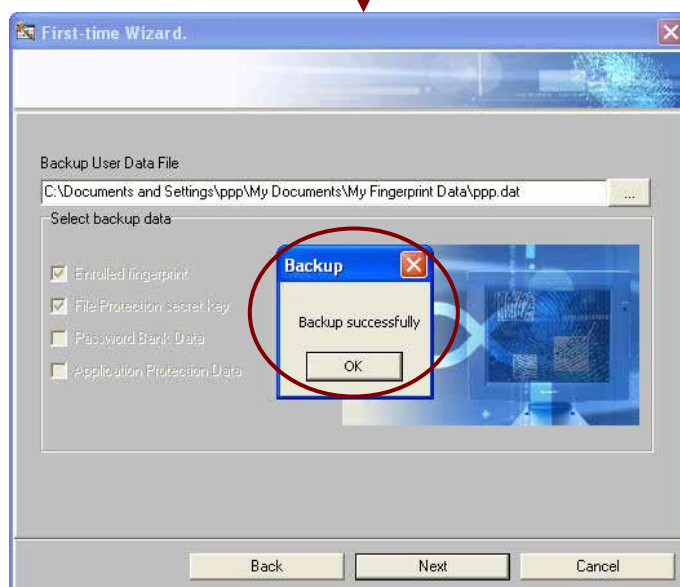 First-time Wizard.
Backup User Data File
C:\Documents and Settings\ppp\My Documents\My Fingerprint Data\ppp.dat
...
Select backup data
Enrolled fingerprint
File Protection secret key
Password Bank Data
Application Protection Data
Backup
Backup successfully
OK
Back
Next
Cancel